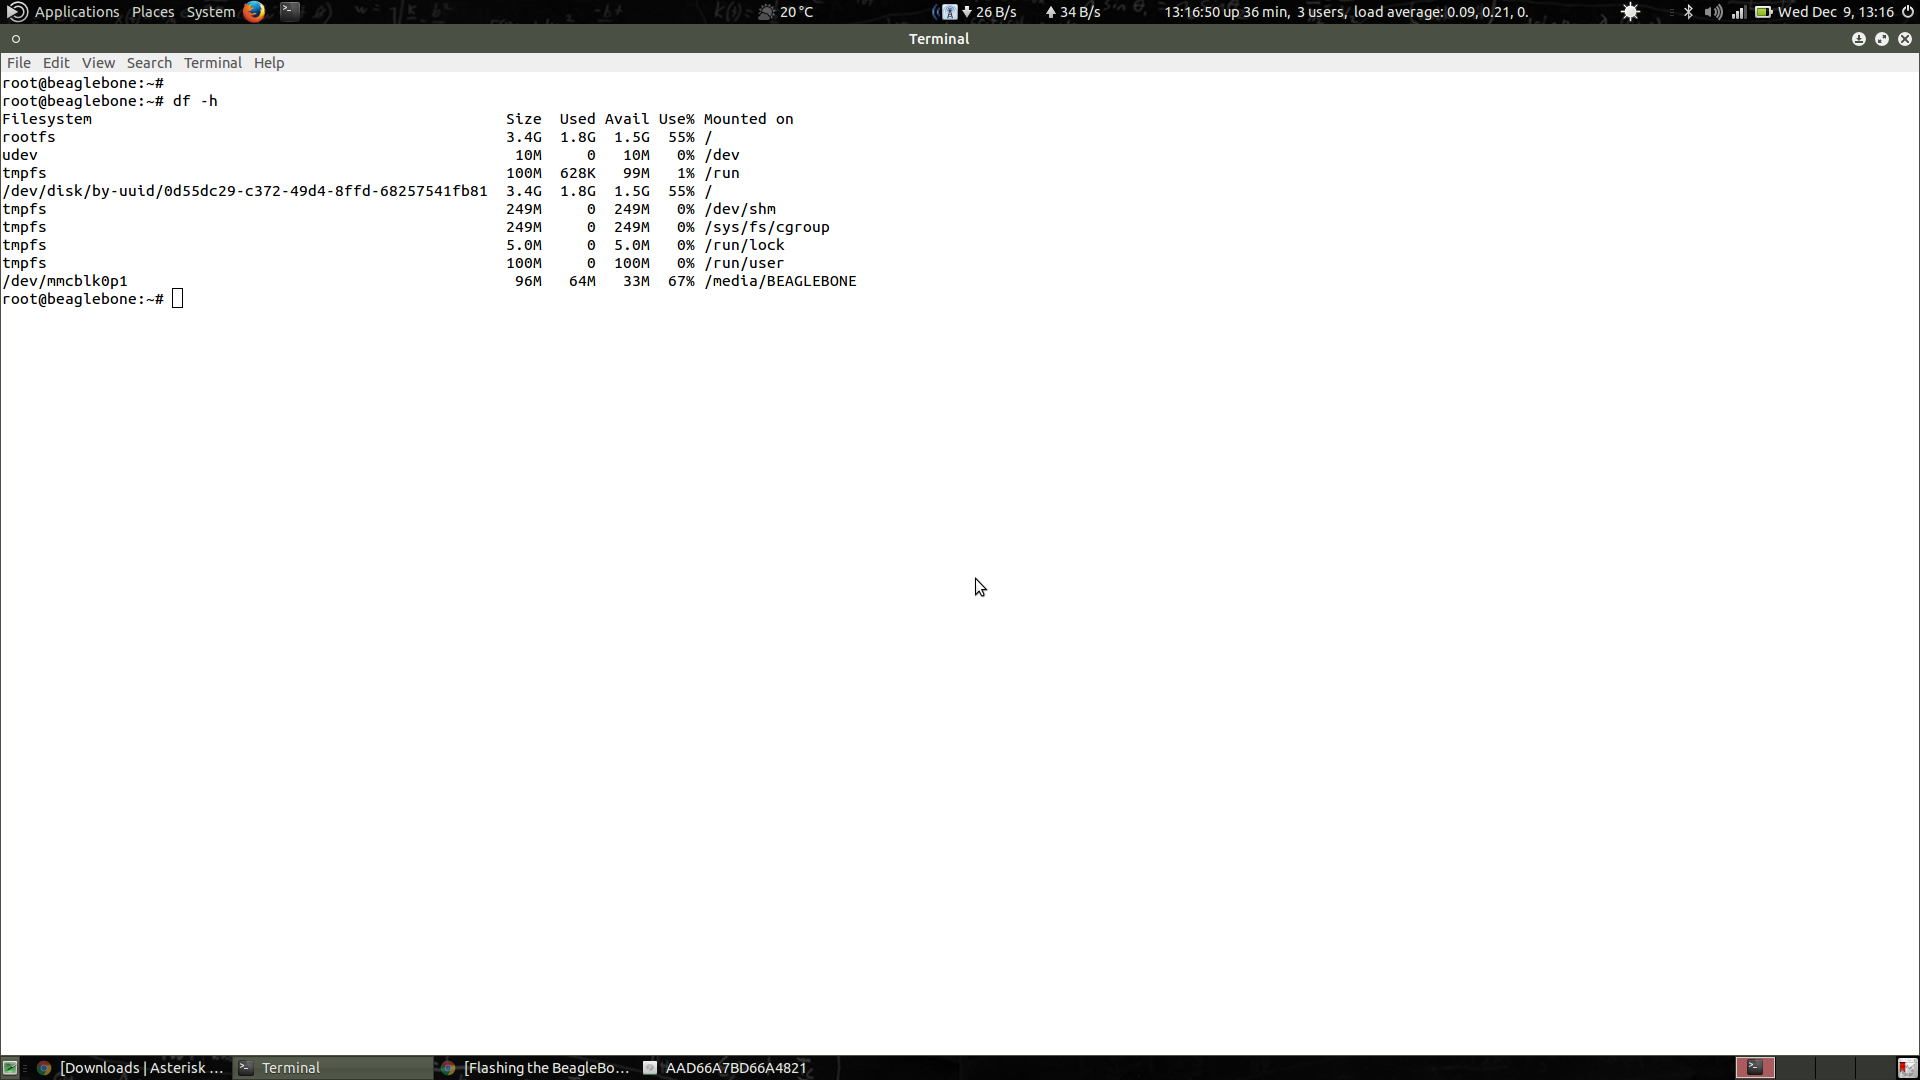 Applications Places System 20 °C 26 B/s 34 B/s 13:16:50 up 36 min, 3 users, load average: 0.09, 0.21, 0. Wed Dec 9, 13:16
Terminal
File Edit View Search Terminal Help
root@beaglebone:~#
root@beaglebone:~# df -h
Filesystem Size Used Avail Use% Mounted on
rootfs 3.4G 1.8G 1.5G 55% /
udev 10M 0 10M 0% /dev
tmpfs 100M 628K 99M 1% /run
/dev/disk/by-uuid/0d55dc29-c372-49d4-8ffd-68257541fb81 3.4G 1.8G 1.5G 55% /
tmpfs 249M 0 249M 0% /dev/shm
tmpfs 249M 0 249M 0% /sys/fs/cgroup
tmpfs 5.0M 0 5.0M 0% /run/lock
tmpfs 100M 0 100M 0% /run/user
/dev/mmcblk0p1 96M 64M 33M 67% /media/BEAGLEBONE
root@beaglebone:~#
[Downloads | Asterisk ... Terminal [Flashing the BeagleBo... AAD66A7BD66A4821